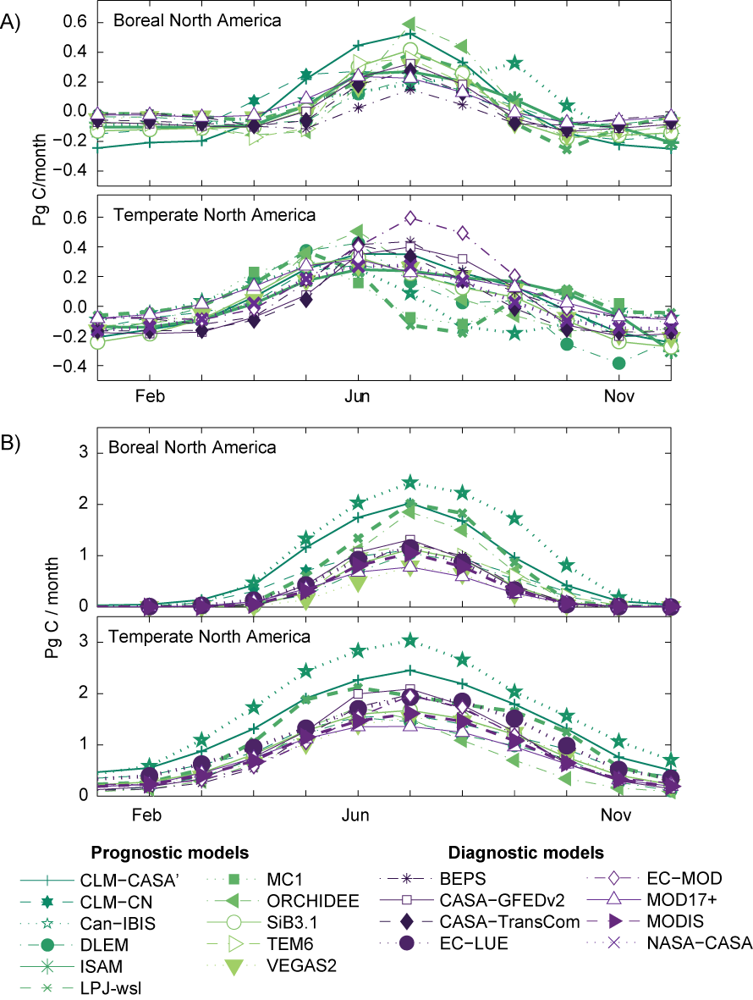 A)
Boreal North America
0.6
0.4
0.2
0.0
−0.2
−0.4
Pg C/month
Temperate North America
0.6
0.4
0.2
0.0
−0.2
−0.4
Feb Jun Nov
B)
Boreal North America
3
2
1
0
Pg C / month
Temperate North America
3
2
1
0
Feb Jun Nov
Prognostic models
CLM−CASA’
CLM−CN
Can−IBIS
DLEM
ISAM
LPJ-wsl
MC1
ORCHIDEE
SiB3.1
TEM6
VEGAS2
Diagnostic models
BEPS
CASA−GFEDv2
CASA−TransCom
EC−LUE
EC−MOD
MOD17+
MODIS
NASA−CASA